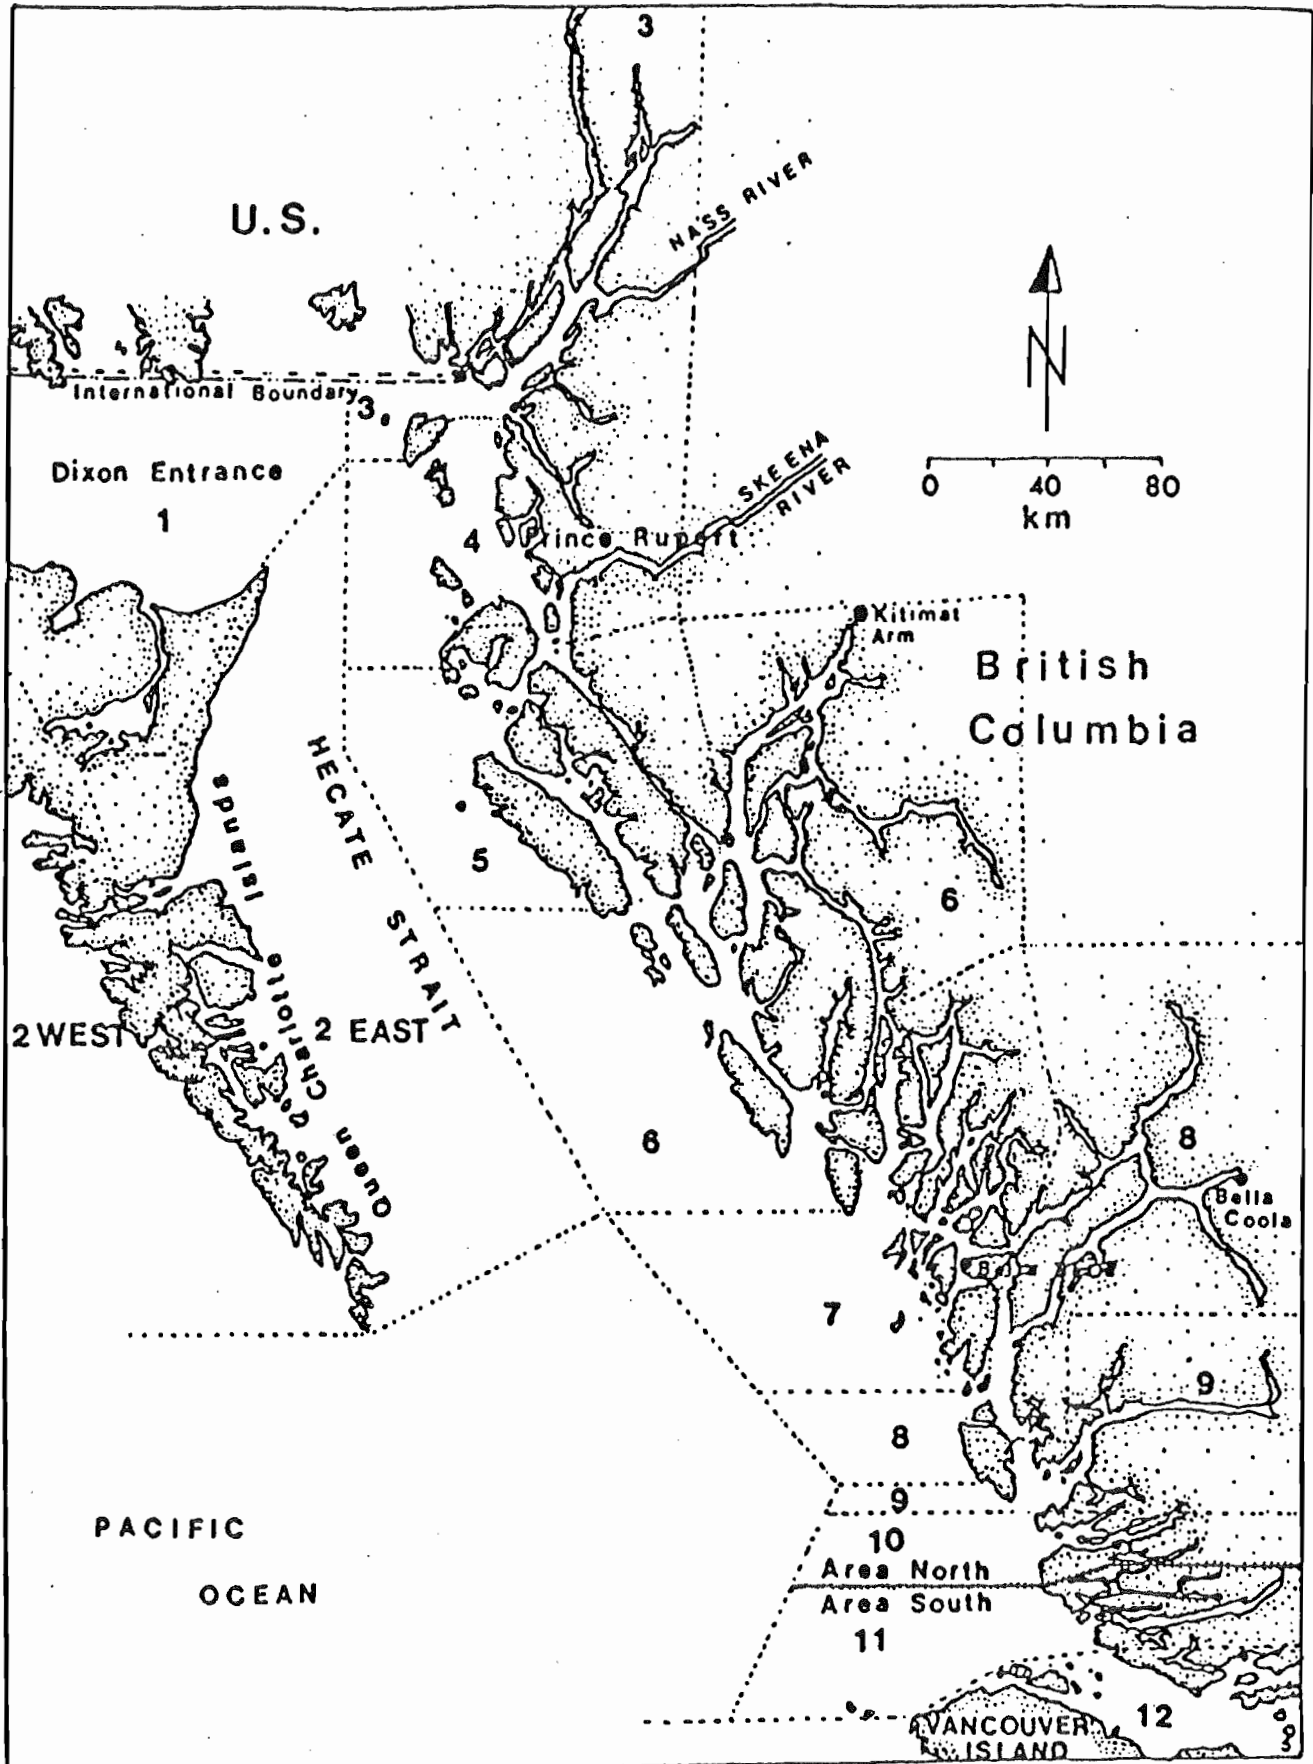 3
U.S.
NASS RIVER
International Boundary
3
N
Dixon Entrance
1
SKEENA
RIVER
0 40 80
km
4
Prince Rupert
Kitimat
Arm
British
Columbia
HECATE STRAIT
5
6
Queen Charlotte Islands
2 WEST
2 EAST
6
8
Bella
Coola
7
9
8
9
10
Area North
Area South
11
PACIFIC
OCEAN
12
VANCOUVER
ISLAND